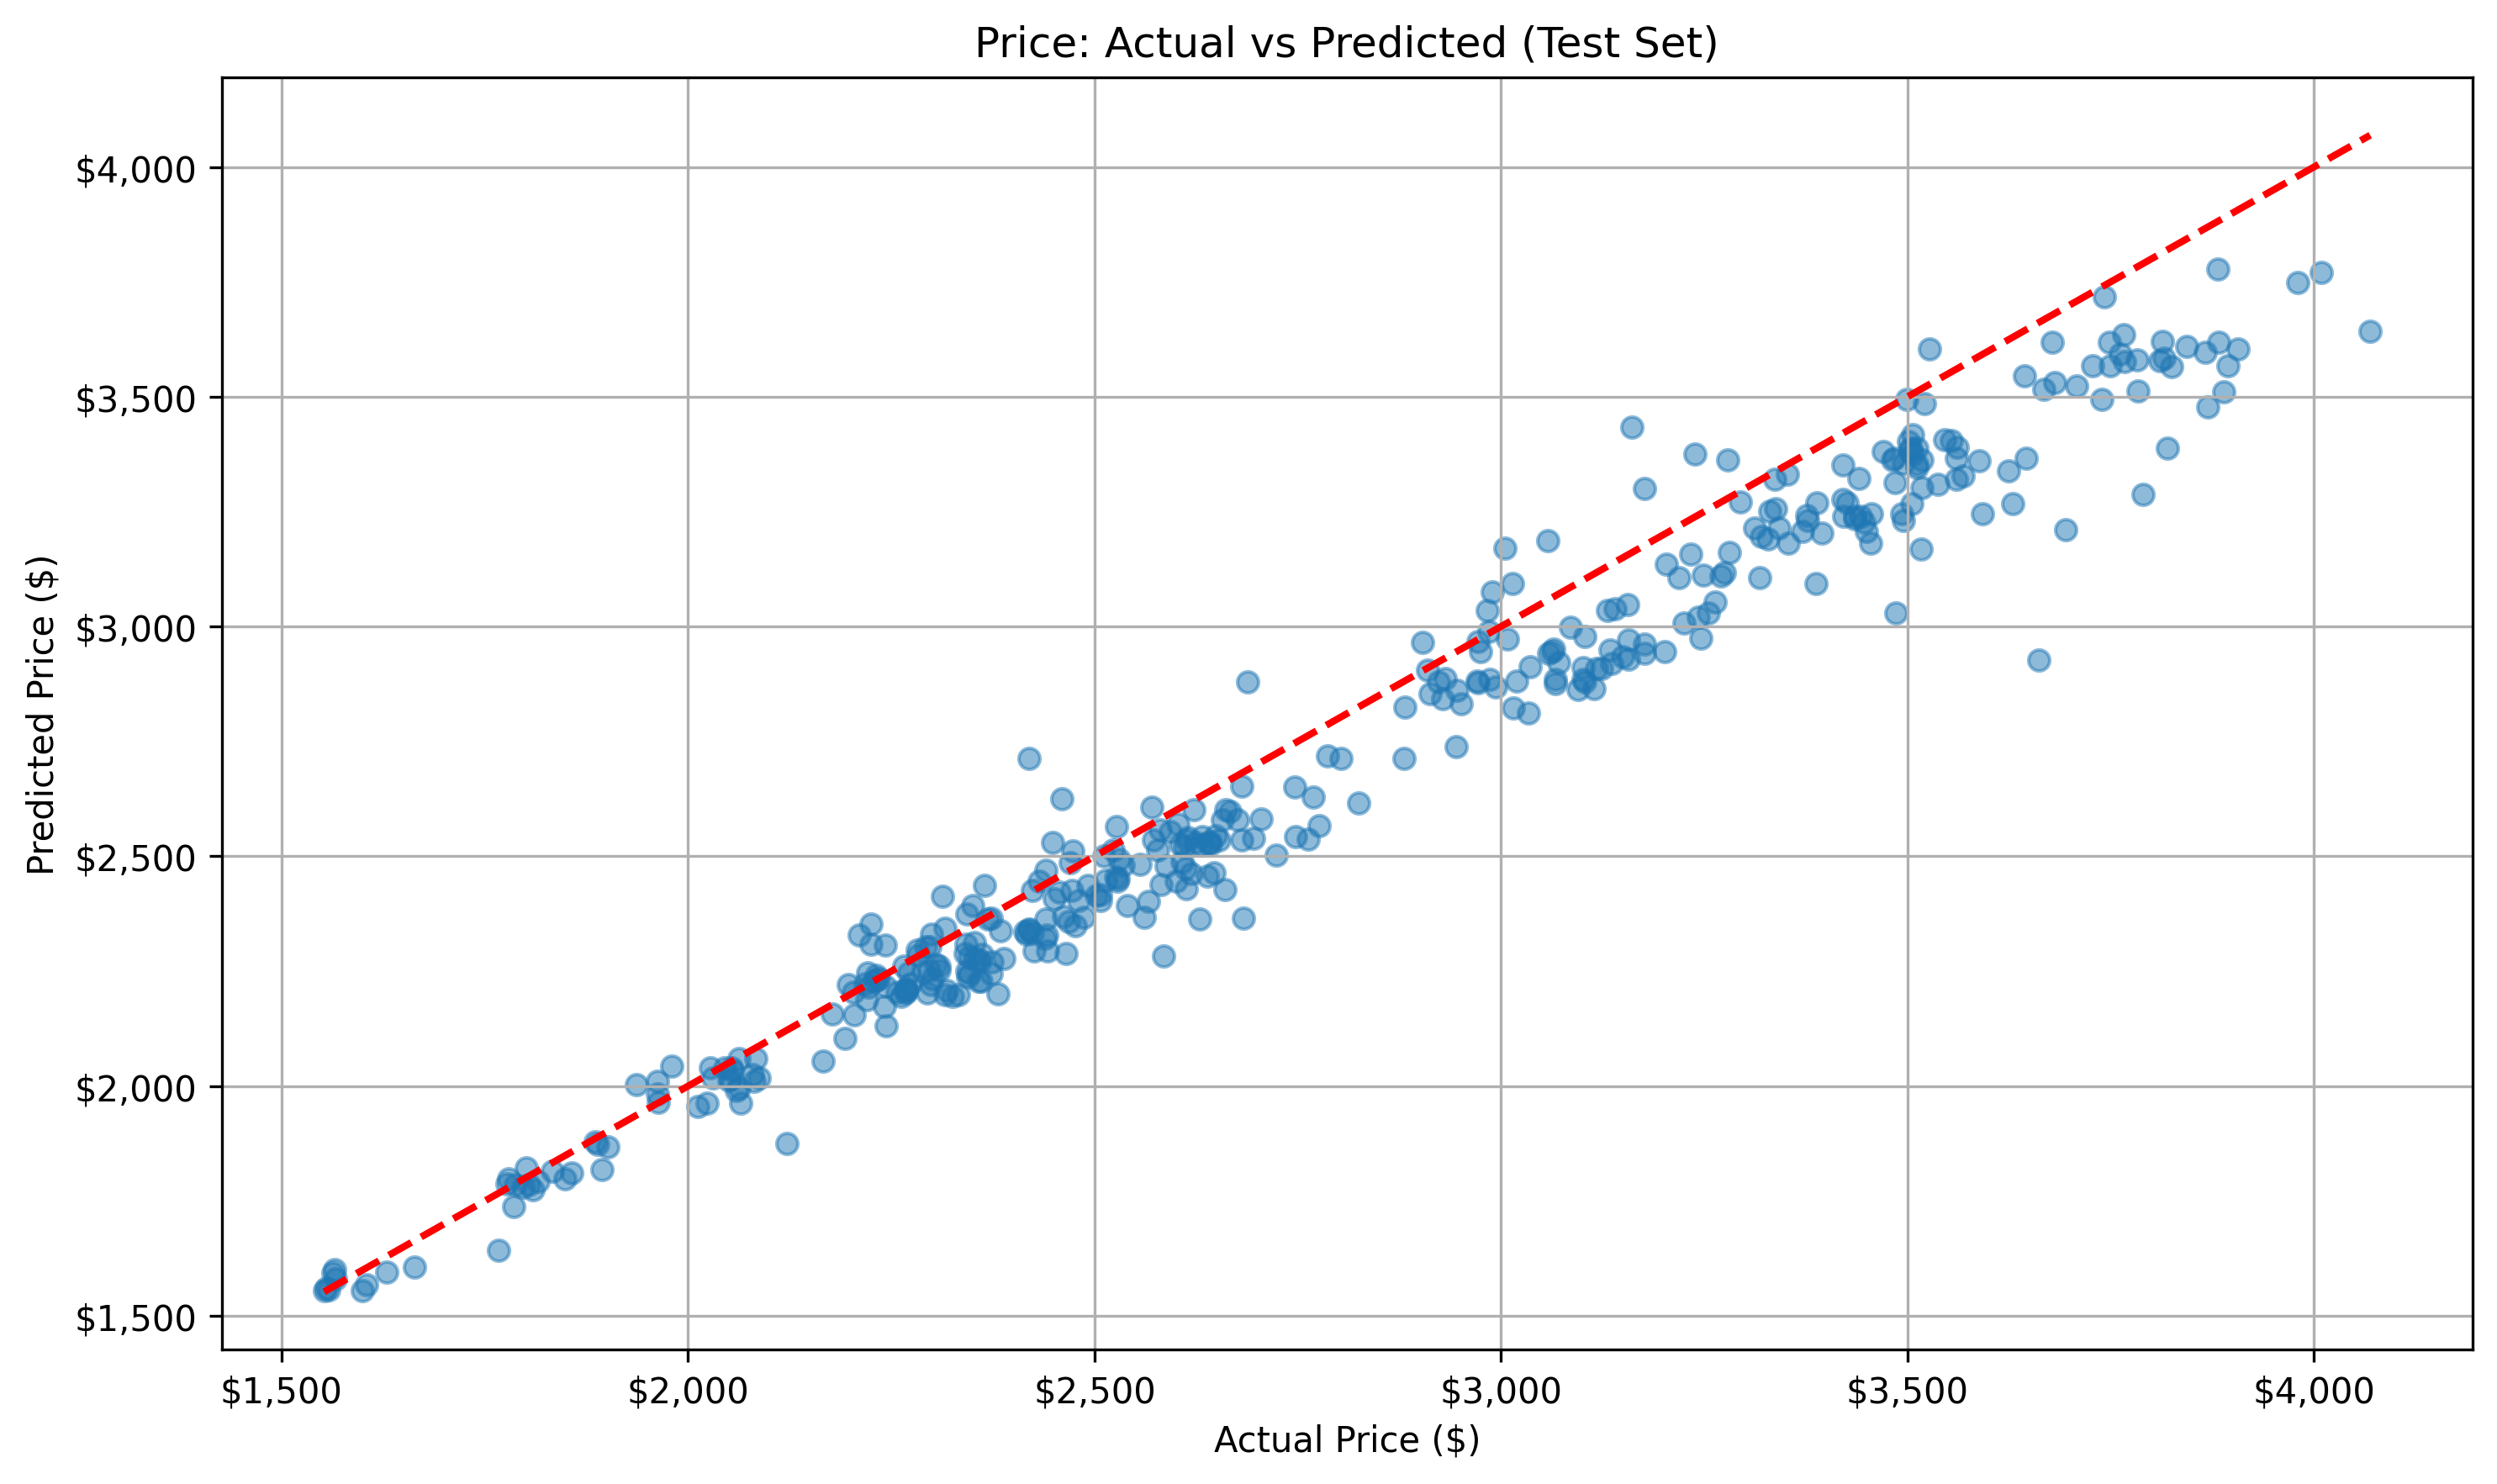 Price: Actual vs Predicted (Test Set)
Predicted Price ($)
$4,000
$3,500
$3,000
$2,500
$2,000
$1,500
$1,500 $2,000 $2,500 $3,000 $3,500 $4,000
Actual Price ($)